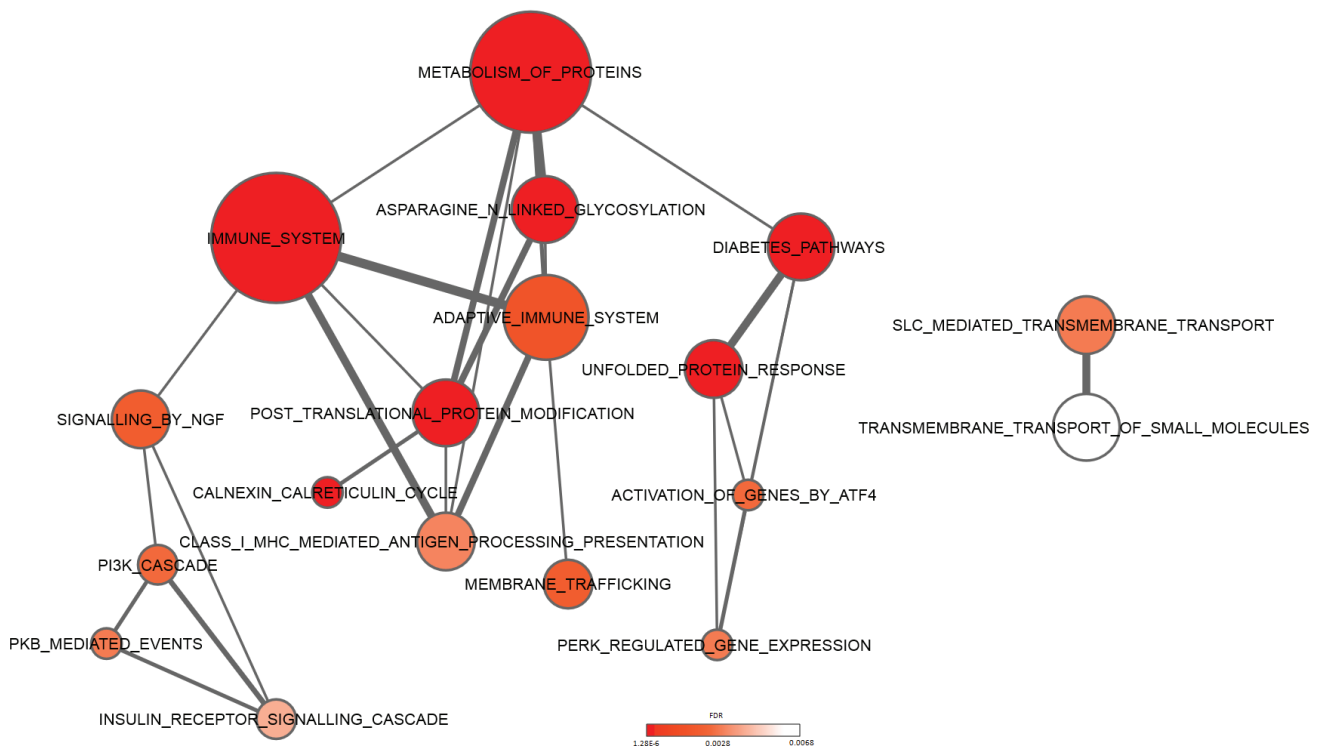 METABOLISM_OF_PROTEINS
ASPARAGINE_N_LINKED_GLYCOSYLATION
IMMUNE_SYSTEM
DIABETES_PATHWAYS
ADAPTIVE_IMMUNE_SYSTEM
SLC_MEDIATED_TRANSMEMBRANE_TRANSPORT
UNFOLDED_PROTEIN_RESPONSE
POST_TRANSLATIONAL_PROTEIN_MODIFICATION
SIGNALLING_BY_NGF
TRANSMEMBRANE_TRANSPORT_OF_SMALL_MOLECULES
CALNEXIN_CALRETICULIN_CYCLE
ACTIVATION_OF_GENES_BY_ATF4
CLASS_I_MHC_MEDIATED_ANTIGEN_PROCESSING_PRESENTATION
PI3K_CASCADE
MEMBRANE_TRAFFICKING
PKB_MEDIATED_EVENTS
PERK_REGULATED_GENE_EXPRESSION
INSULIN_RECEPTOR_SIGNALLING_CASCADE
FDR
1.28E-6 0.0028 0.0068